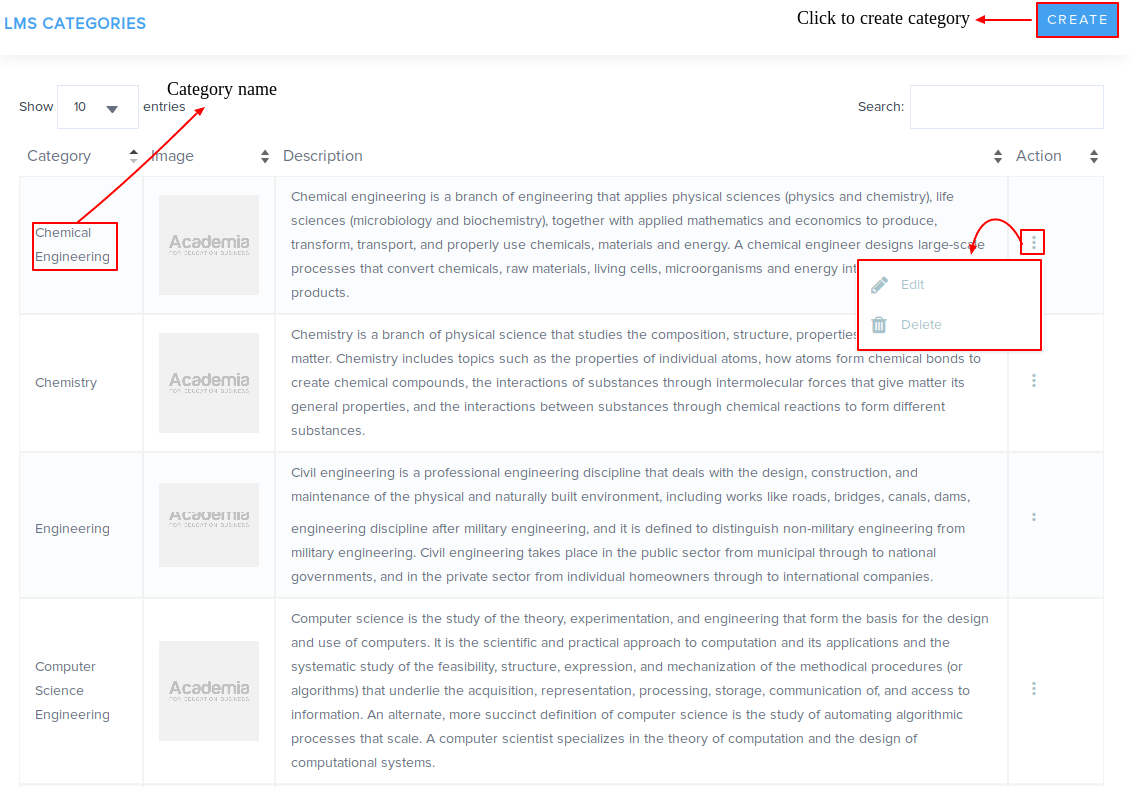 LMS CATEGORIES
Click to create category
CREATE
Category name
Show 10 entries
Search:
Category
Image
Description
Action
Chemical
Engineering
Academia
FOR EDUCATION BUSINESS
Chemical engineering is a branch of engineering that applies physical sciences (physics and chemistry), life
sciences (microbiology and biochemistry), together with applied mathematics and economics to produce,
transform, transport, and properly use chemicals, materials and energy. A chemical engineer designs large-scale
processes that convert chemicals, raw materials, living cells, microorganisms and energy
products.
Edit
Delete
Chemistry
Academia
FOR EDUCATION BUSINESS
Chemistry is a branch of physical science that studies the composition, structure,
matter. Chemistry includes topics such as the properties of individual atoms, how atoms form chemical bonds to
create chemical compounds, the interactions of substances through intermolecular forces that give matter its
general properties, and the interactions between substances through chemical reactions to form different
substances.
Engineering
Academia
FOR EDUCATION BUSINESS
Civil engineering is a professional engineering discipline that deals with the design, construction, and
maintenance of the physical and naturally built environment, including works like roads, bridges, canals, dams,
engineering discipline after military engineering, and it is defined to distinguish non-military engineering from
military engineering. Civil engineering takes place in the public sector from municipal through to national
governments, and in the private sector from individual homeowners through to international companies.
Computer
Science
Engineering
Academia
FOR EDUCATION BUSINESS
Computer science is the study of the theory, experimentation, and engineering that form the basis for the design
and use of computers. It is the scientific and practical approach to computation and its applications and the
systematic study of the feasibility, structure, expression, and mechanization of the methodical procedures (or
algorithms) that underlie the acquisition, representation, processing, storage, communication of, and access to
information. An alternate, more succinct definition of computer science is the study of automating algorithmic
processes that scale. A computer scientist specializes in the theory of computation and the design of
computational systems.